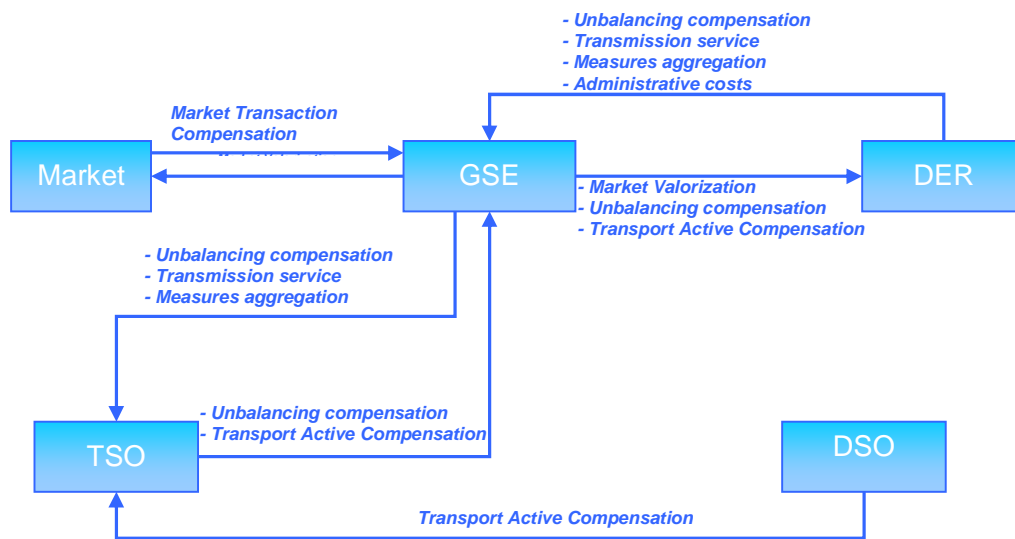 - Unbalancing compensation
- Transmission service
- Measures aggregation
- Administrative costs
Market Transaction
Compensation
Market
GSE
DER
- Market Valorization
- Unbalancing compensation
- Transport Active Compensation
- Unbalancing compensation
- Transmission service
- Measures aggregation
- Unbalancing compensation
- Transport Active Compensation
TSO
DSO
Transport Active Compensation